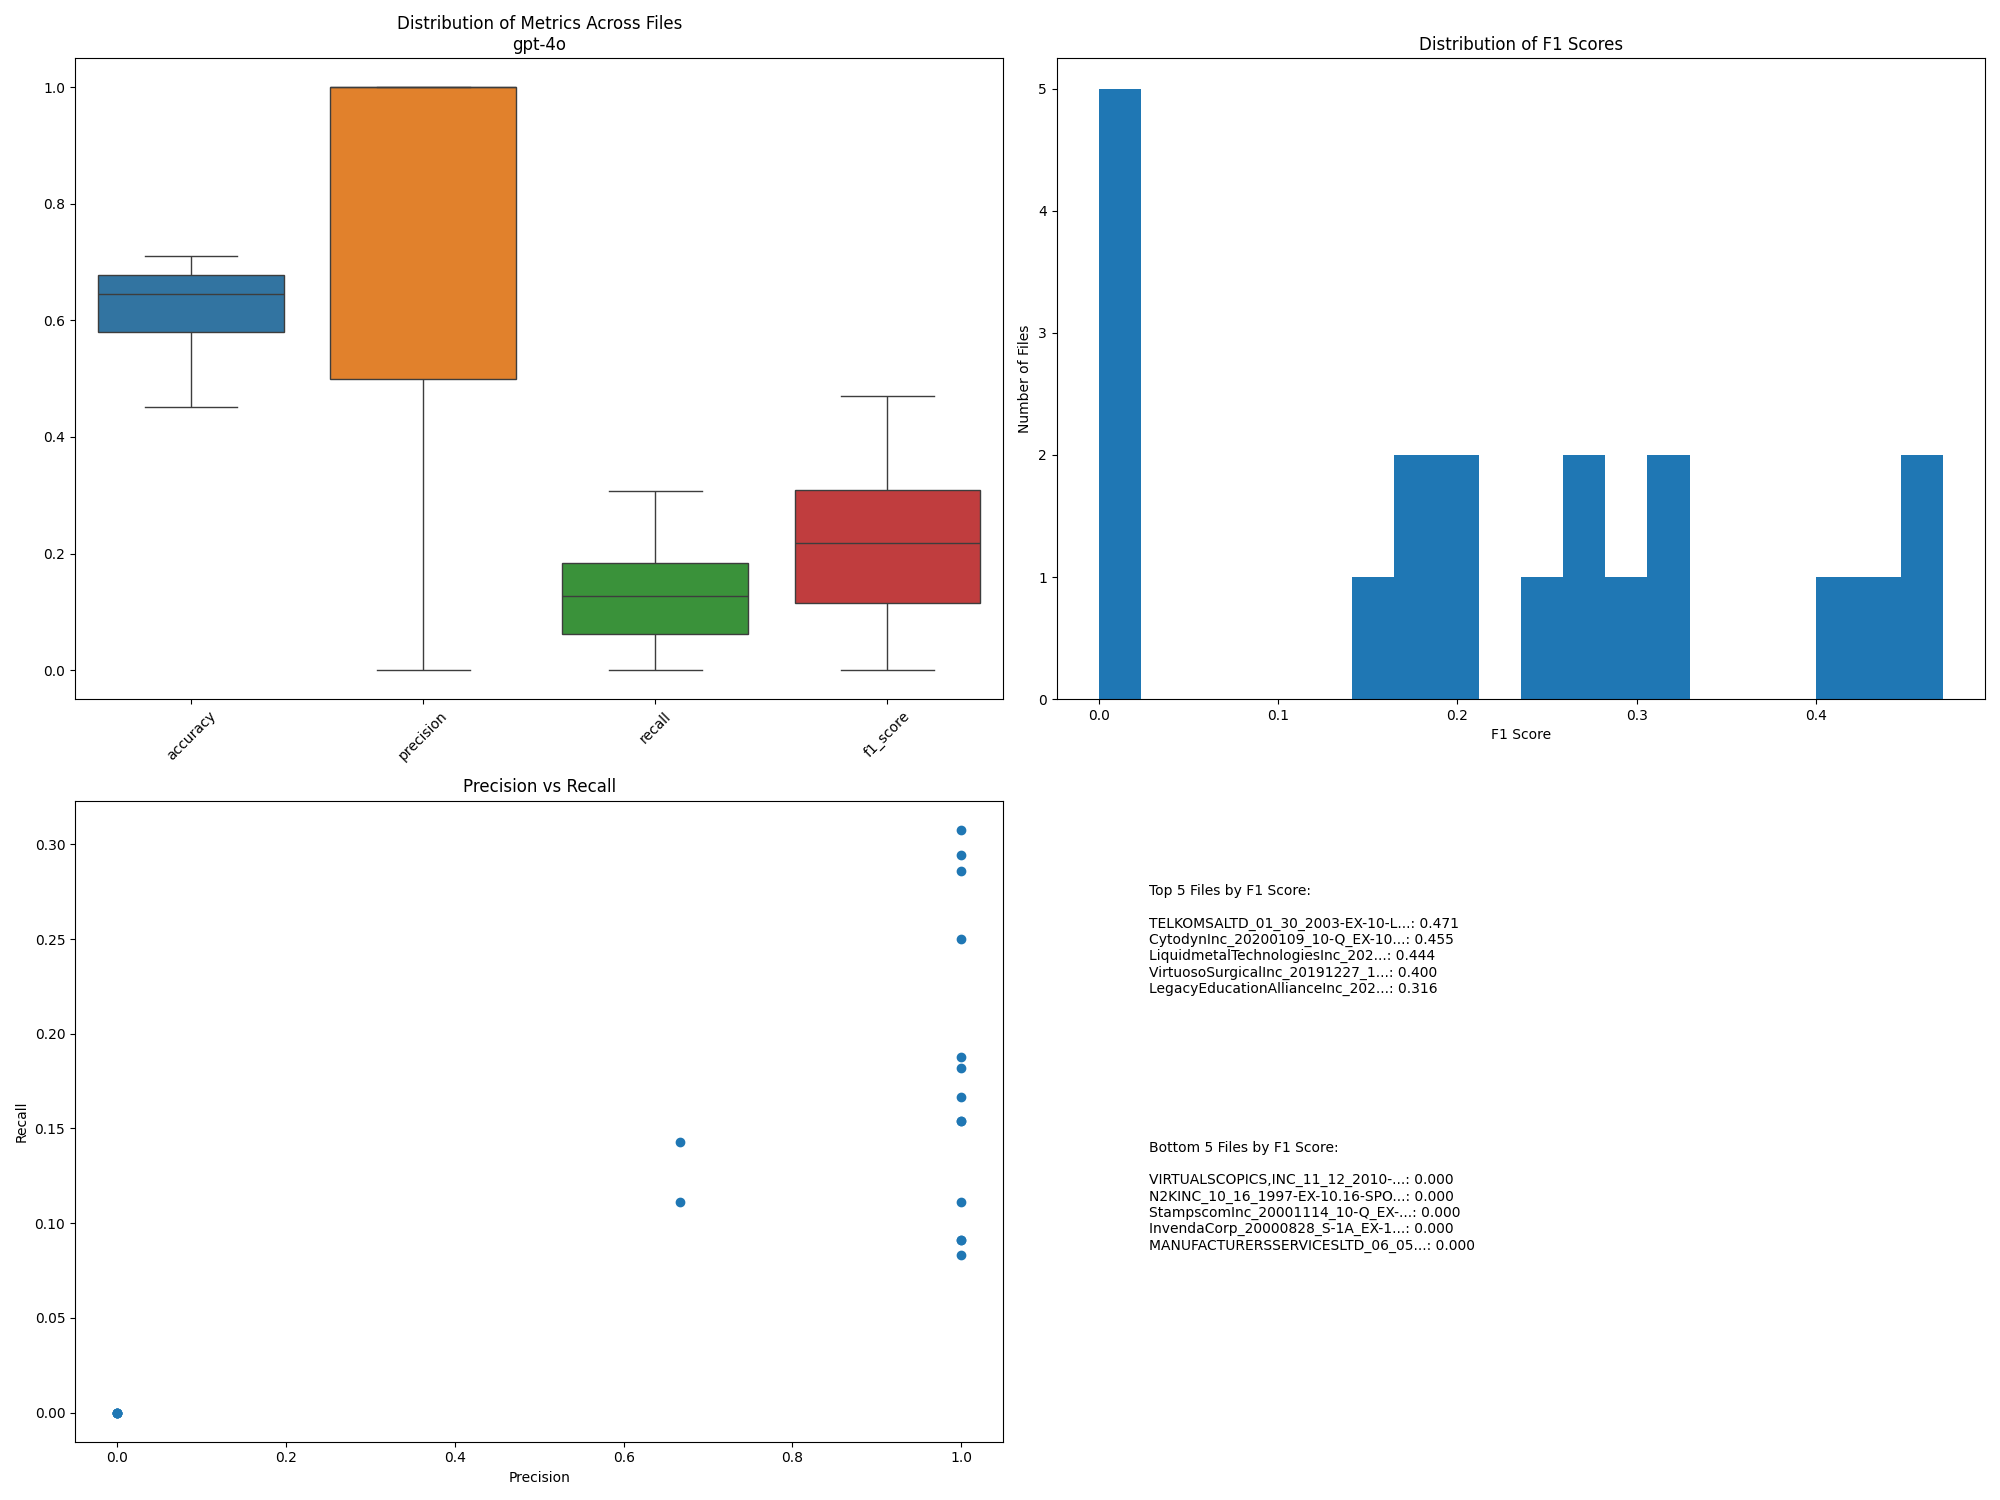 Distribution of Metrics Across Files
gpt-4o
1.0
0.8
0.6
0.4
0.2
0.0
accuracy
precision
recall
f1_score
Distribution of F1 Scores
Number of Files
5
4
3
2
1
0
0.0
0.1
0.2
0.3
0.4
F1 Score
Precision vs Recall
Recall
0.30
0.25
0.20
0.15
0.10
0.05
0.00
0.0
0.2
0.4
0.6
0.8
1.0
Precision
Top 5 Files by F1 Score:
TELKOMSALTD_01_30_2003-EX-10-L...: 0.471
CytodynInc_20200109_10-Q_EX-10...: 0.455
LiquidmetalTechnologiesInc_202...: 0.444
VirtuosoSurgicalInc_20191227_1...: 0.400
LegacyEducationAllianceInc_202...: 0.316
Bottom 5 Files by F1 Score:
VIRTUALSCOPICS,INC_11_12_2010-...: 0.000
N2KINC_10_16_1997-EX-10.16-SPO...: 0.000
StampscomInc_20001114_10-Q_EX-...: 0.000
InvendaCorp_20000828_S-1A_EX-1...: 0.000
MANUFACTURERSSERVICESLTD_06_05...: 0.000